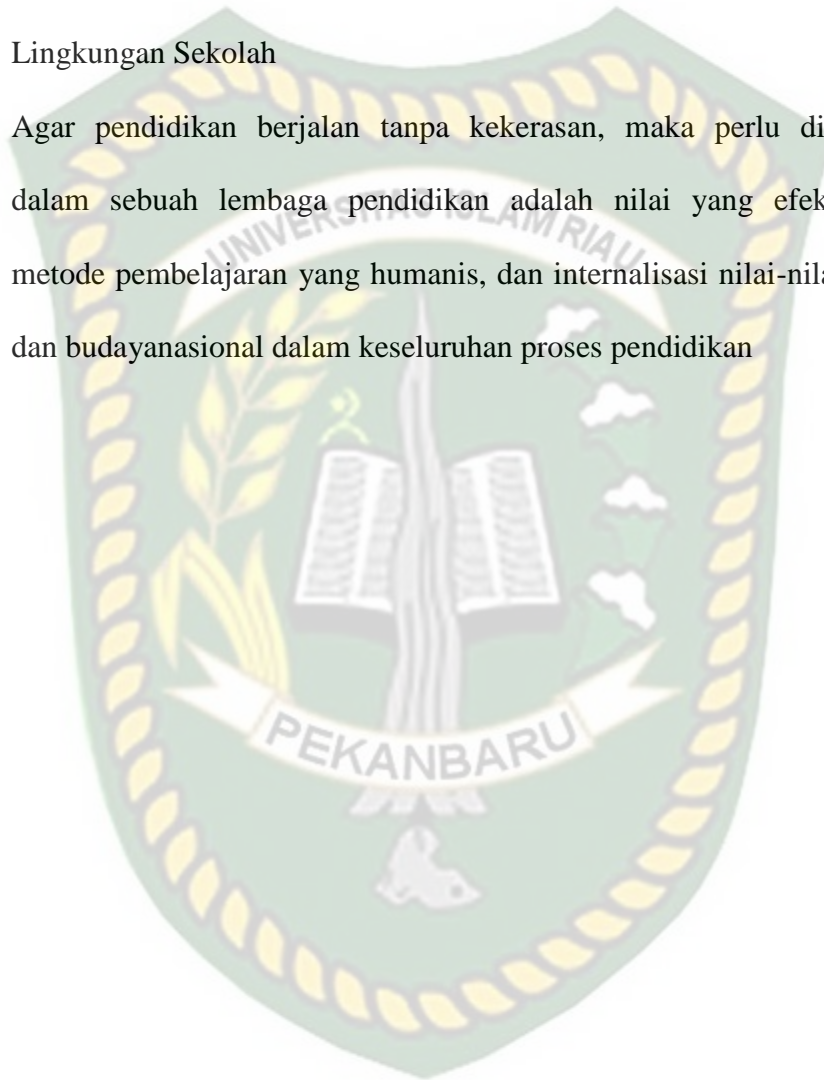 Lingkungan Sekolah
Agar pendidikan berjalan tanpa kekerasan, maka perlu di
dalam sebuah lembaga pendidikan adalah nilai yang efek
metode pembelajaran yang humanis, dan internalisasi nilai-nila
dan budayanasional dalam keseluruhan proses pendidikan
UNIVERSITAS ISLAM RIAU
PEKANBARU